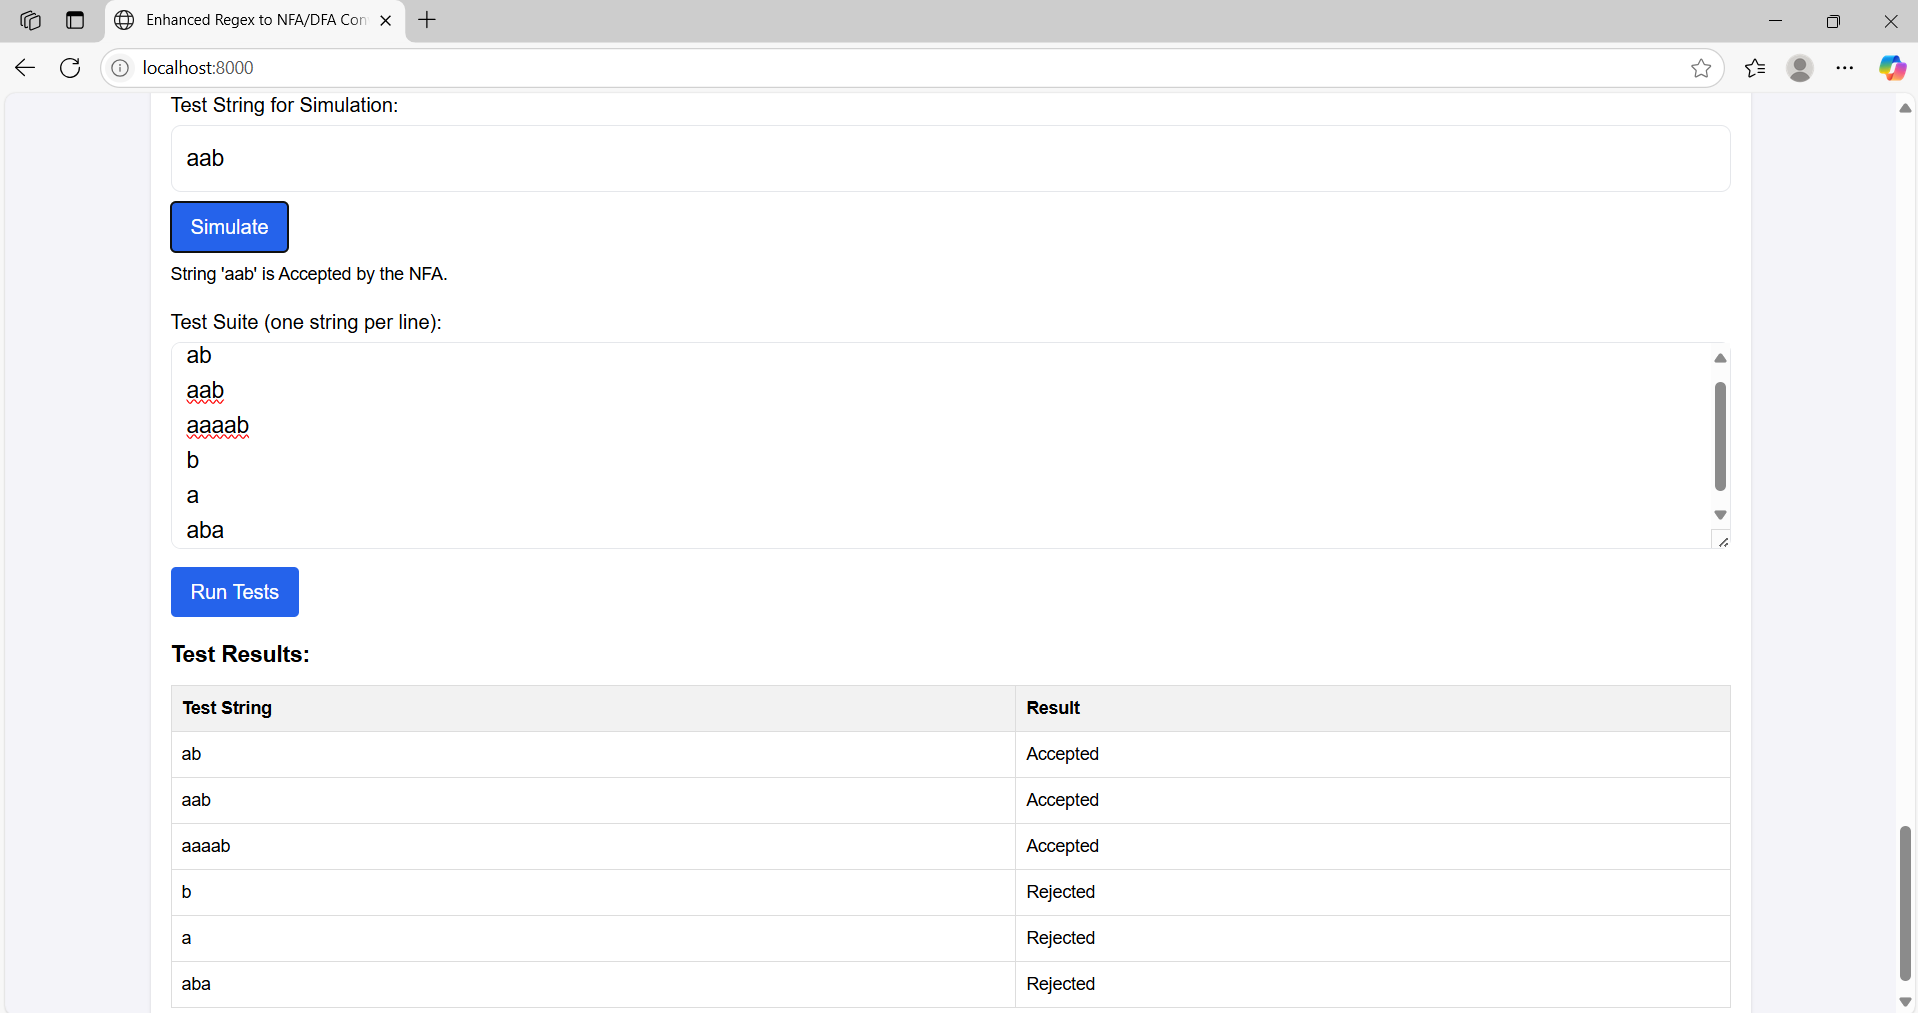 Enhanced Regex to NFA/DFA Con
localhost:8000
Test String for Simulation:
aab
Simulate
String 'aab' is Accepted by the NFA.
Test Suite (one string per line):
ab
aab
aaaab
b
a
aba
Run Tests
Test Results:
Test String Result
ab Accepted
aab Accepted
aaaab Accepted
b Rejected
a Rejected
aba Rejected